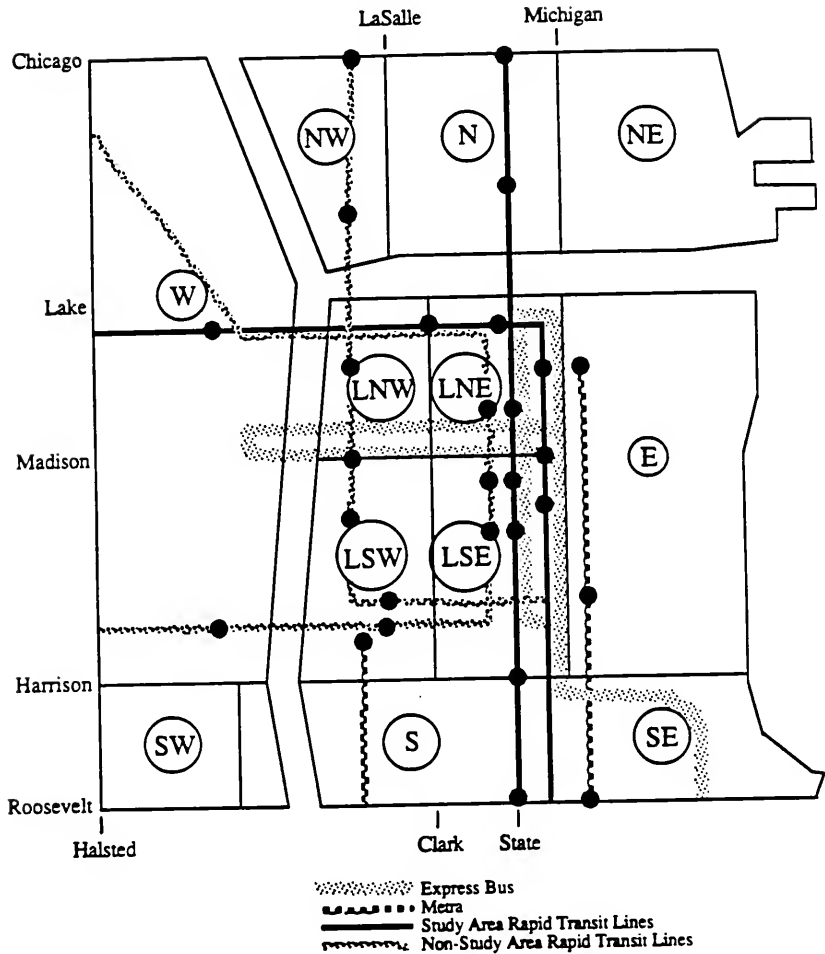 LaSalle
Michigan
Chicago
NW
N
NE
W
Lake
LNW
LNE
Madison
E
LSW
LSE
Harrison
SW
S
SE
Roosevelt
Halsted
Clark
State
Express Bus
Metra
Study Area Rapid Transit Lines
Non-Study Area Rapid Transit Lines